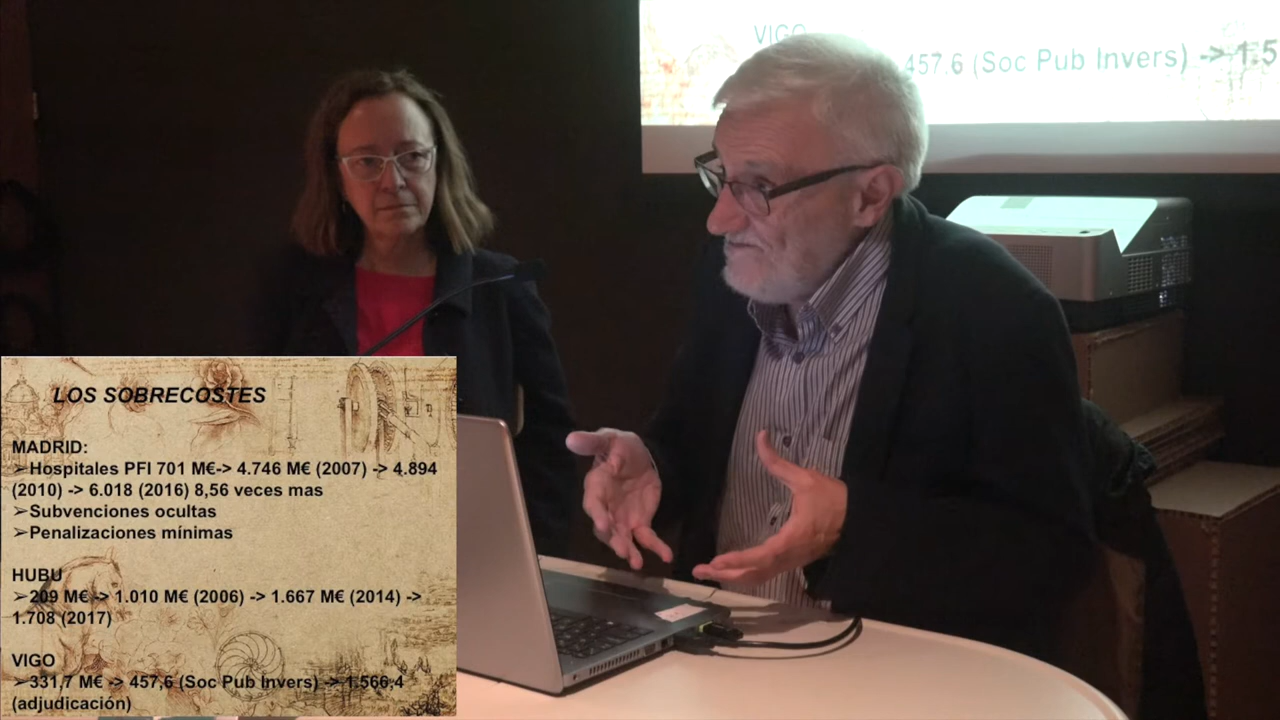 VIGO
457.6 (Soc Pub Invers) -> 1.5
LOS SOBRECOSTES
MADRID:
➢Hospitales PFI 701 M€-> 4.746 M€ (2007) -> 4.894
(2010) -> 6.018 (2016) 8,56 veces mas
➢Subvenciones ocultas
➢Penalizaciones mínimas
HUBU
➢209 M€ -> 1.010 M€ (2006) -> 1.667 M€ (2014) ->
1.708 (2017)
VIGO
➢331,7 M€ -> 457,6 (Soc Pub Invers) -> 1.566,4
(adjudicación)